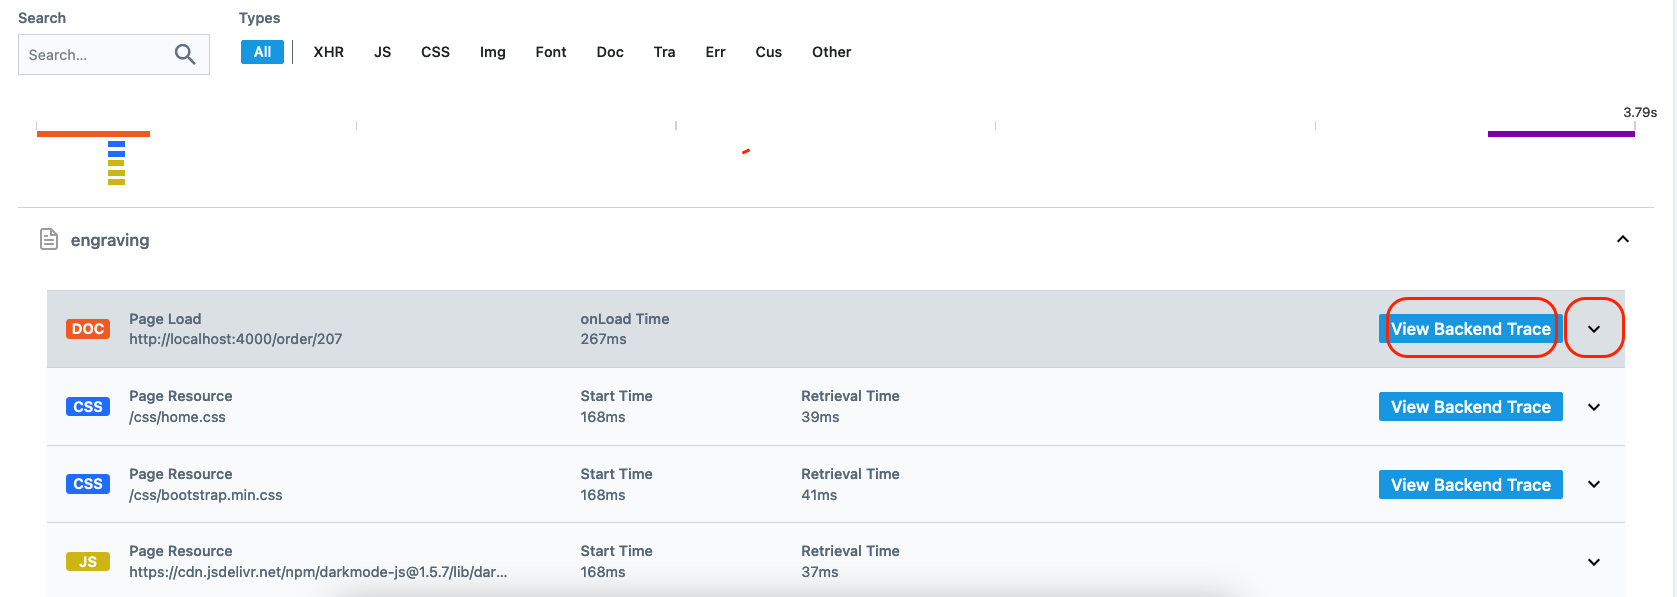 Search
Types
Search...
All
XHR
JS
CSS
Img
Font
Doc
Tra
Err
Cus
Other
3.79s
engraving
DOC
Page Load
http://localhost:4000/order/207
onLoad Time
267ms
View Backend Trace
CSS
Page Resource
/css/home.css
Start Time
168ms
Retrieval Time
39ms
View Backend Trace
CSS
Page Resource
/css/bootstrap.min.css
Start Time
168ms
Retrieval Time
41ms
View Backend Trace
JS
Page Resource
https://cdn.jsdelivr.net/npm/darkmode-js@1.5.7/lib/dar...
Start Time
168ms
Retrieval Time
37ms